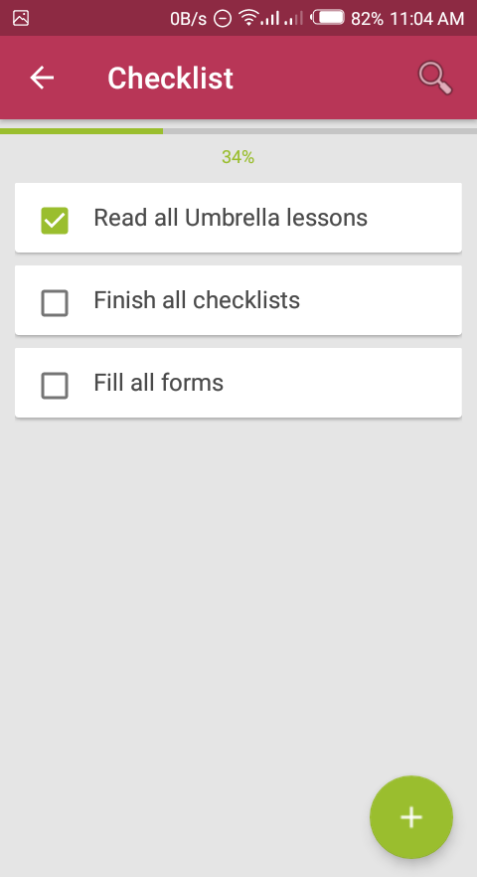 0B/s 82% 11:04 AM
Checklist
34%
Read all Umbrella lessons
Finish all checklists
Fill all forms